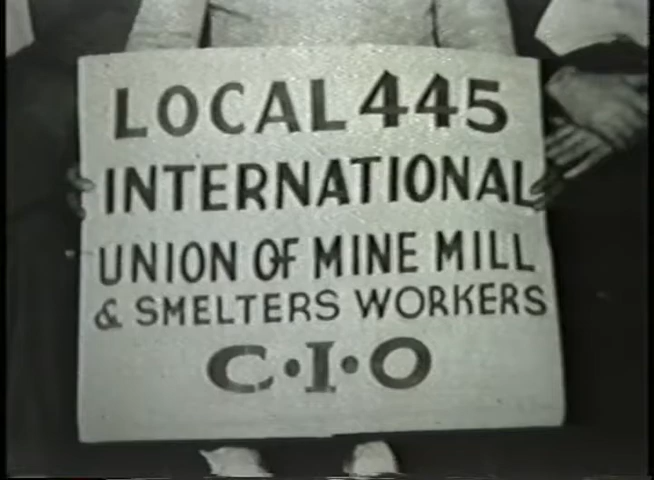 LOCAL 445
INTERNATIONAL
UNION OF MINE MILL
& SMELTERS WORKERS
C·I·O